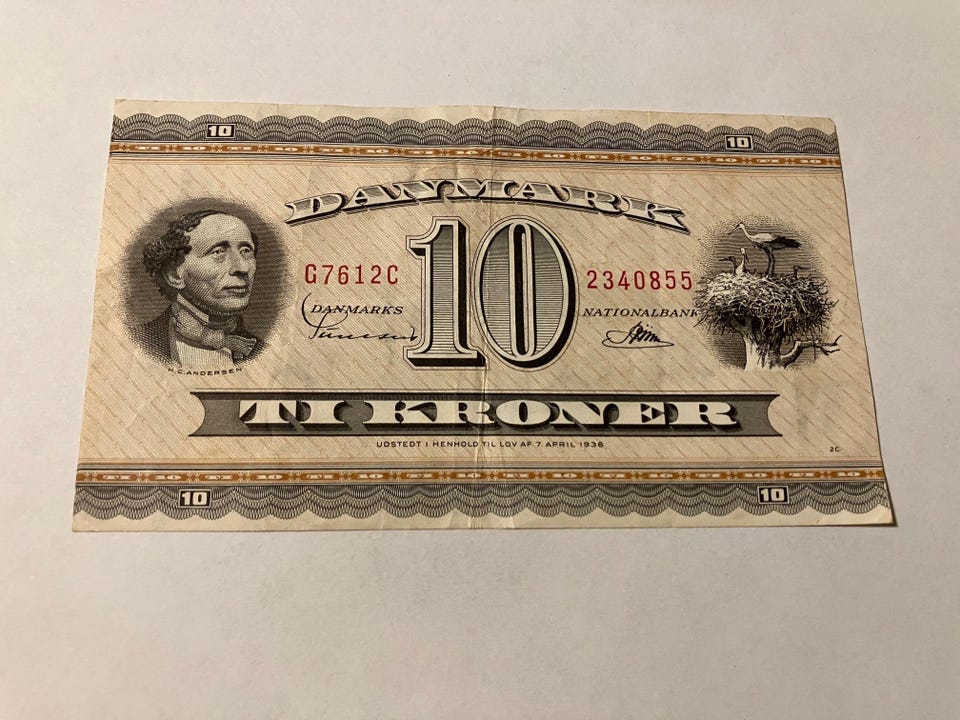 10 10
DANMARK
10
G7612C 2340855
DANMARKS NATIONALBANK
H.C. ANDERSEN
TI KRONER
UDSTEDT I HENHOLD TIL LOV AF 7. APRIL 1936
2C
10 10